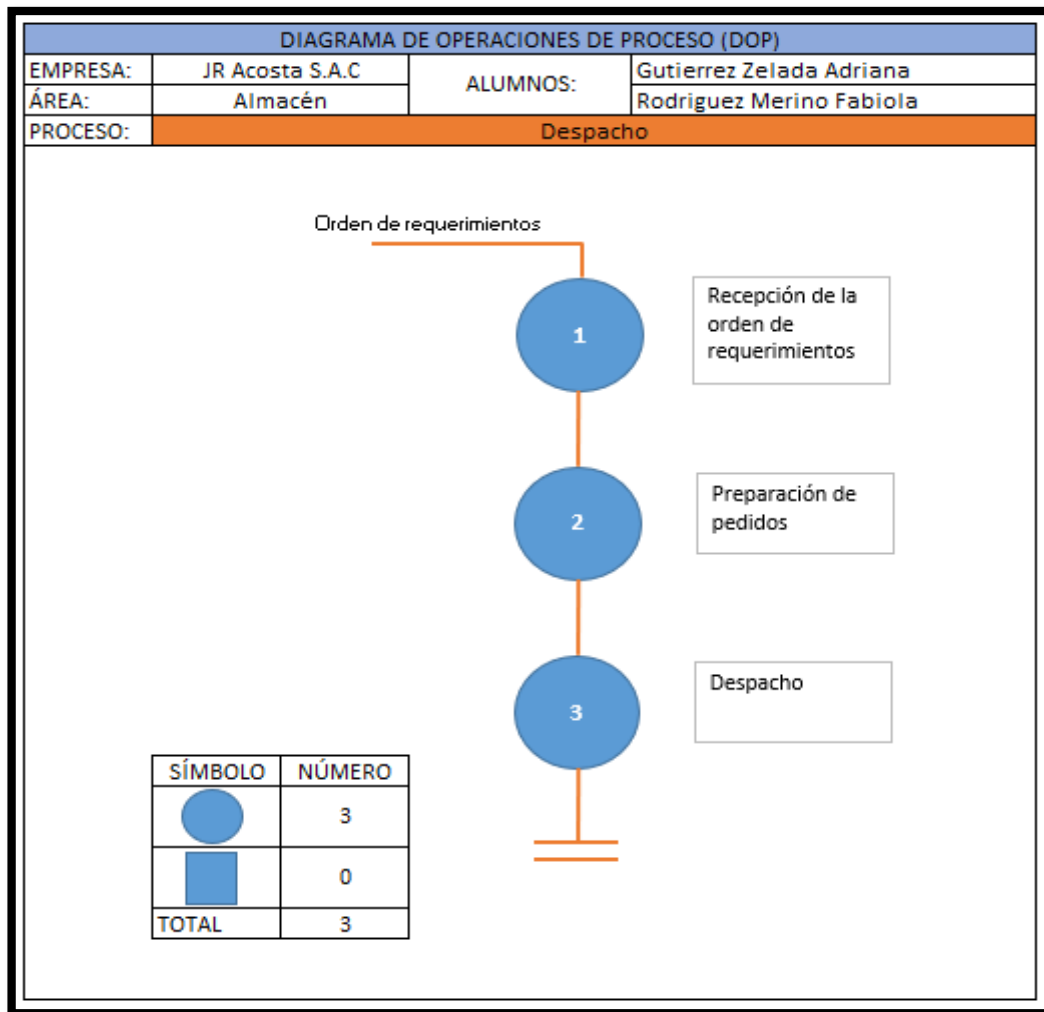 DIAGRAMA DE OPERACIONES DE PROCESO (DOP)
EMPRESA: JR Acosta S.A.C ALUMNOS: Gutierrez Zelada Adriana
ÁREA: Almacén Rodriguez Merino Fabiola
PROCESO: Despacho
Orden de requerimientos
1
Recepción de la
orden de
requerimientos
2
Preparación de
pedidos
3
Despacho
SÍMBOLO NÚMERO
3
0
TOTAL 3